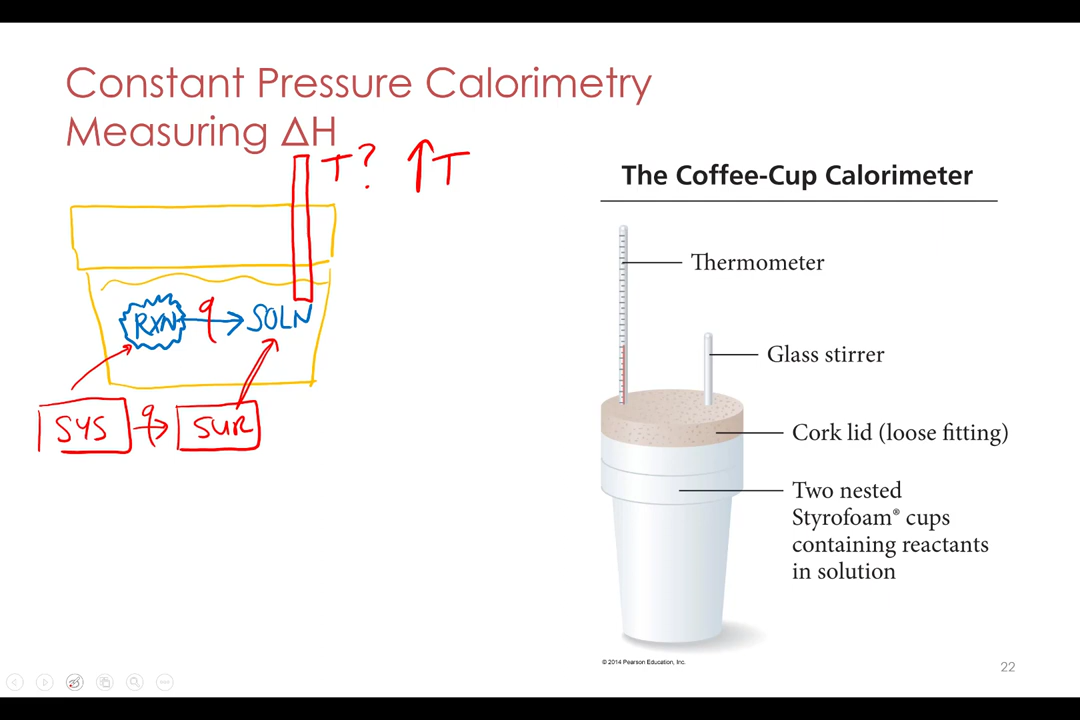 Constant Pressure Calorimetry
Measuring ΔH
T? ↑T
RXN q → SOLN
SYS q → SUR
The Coffee-Cup Calorimeter
Thermometer
Glass stirrer
Cork lid (loose fitting)
Two nested
Styrofoam® cups
containing reactants
in solution
© 2014 Pearson Education, Inc.
22